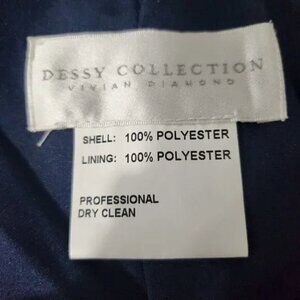 DESSY COLLECTION
VIVIAN DIAMOND
SHELL: 100% POLYESTER
LINING: 100% POLYESTER
PROFESSIONAL
DRY CLEAN